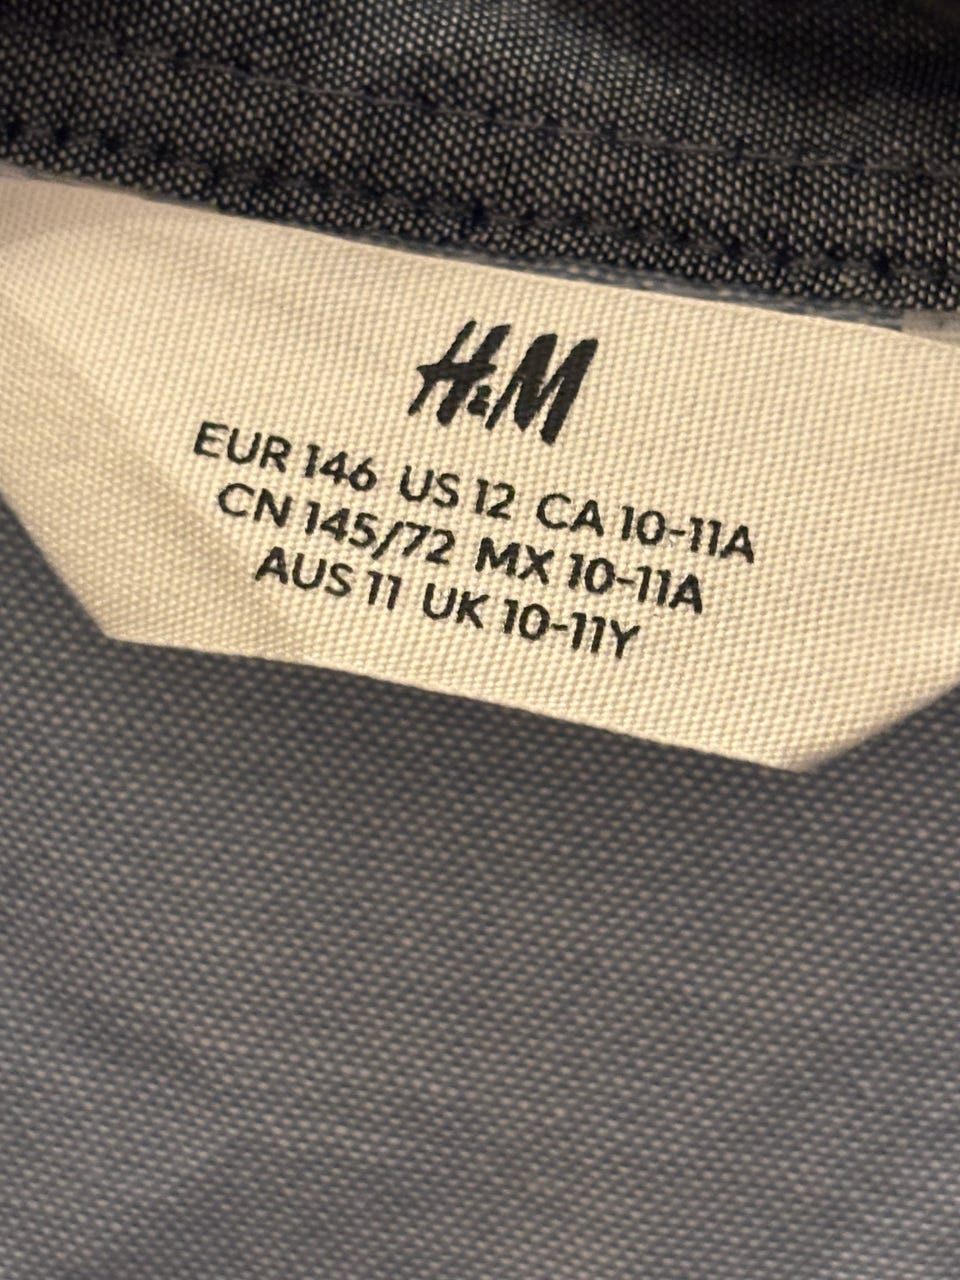 H&M
EUR 146 US 12 CA 10-11A
CN 145/72 MX 10-11A
AUS 11 UK 10-11Y